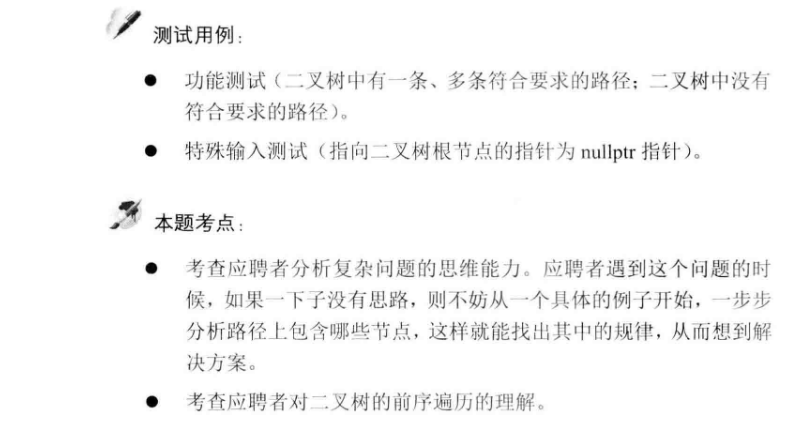 测试用例：
● 功能测试（二叉树中有一条、多条符合要求的路径；二叉树中没有
符合要求的路径）。
● 特殊输入测试（指向二叉树根节点的指针为 nullptr 指针）。
本题考点：
● 考查应聘者分析复杂问题的思维能力。应聘者遇到这个问题的时
候，如果一下子没有思路，则不妨从一个具体的例子开始，一步步
分析路径上包含哪些节点，这样就能找出其中的规律，从而想到解
决方案。
● 考查应聘者对二叉树的前序遍历的理解。